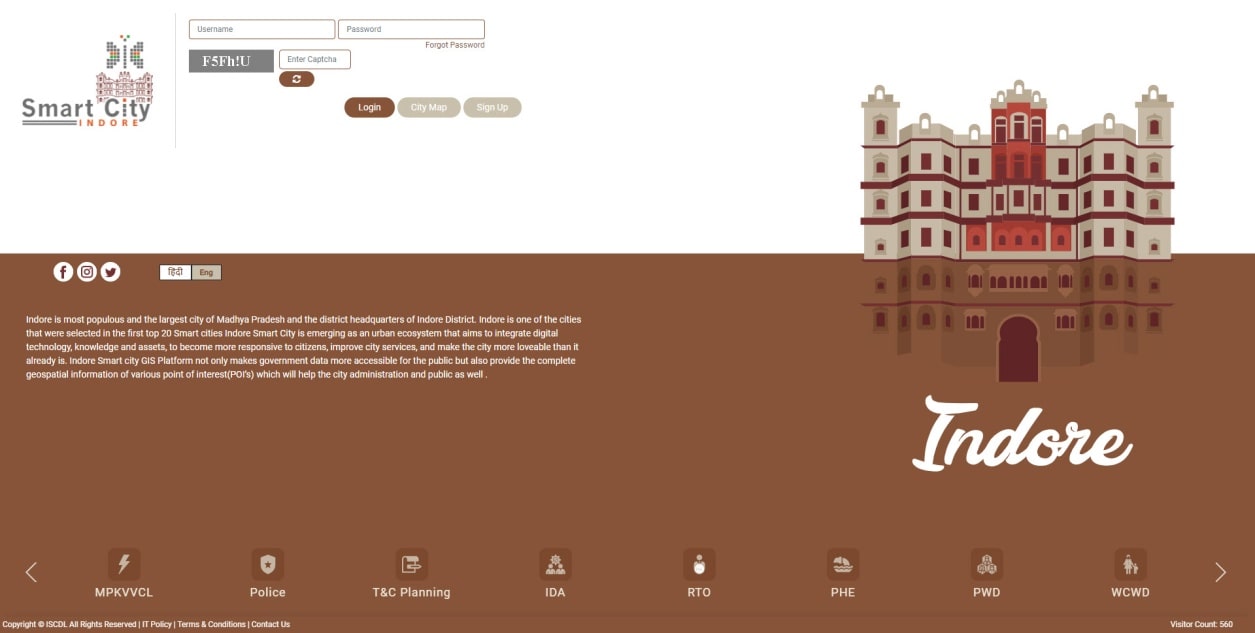 Smart City
INDORE
Username
Password
Forgot Password
F5Fh!U
Enter Captcha
Login
City Map
Sign Up
हिंदी
Eng
Indore is most populous and the largest city of Madhya Pradesh and the district headquarters of Indore District. Indore is one of the cities
that were selected in the first top 20 Smart cities Indore Smart City is emerging as an urban ecosystem that aims to integrate digital
technology, knowledge and assets, to become more responsive to citizens, improve city services, and make the city more loveable than it
already is. Indore Smart city GIS Platform not only makes government data more accessible for the public but also provide the complete
geospatial information of various point of interest(POI's) which will help the city administration and public as well .
Indore
MPKVVCL
Police
T&C Planning
IDA
RTO
PHE
PWD
WCWD
Copyright © ISCDL All Rights Reserved | IT Policy | Terms & Conditions | Contact Us
Visitor Count: 560